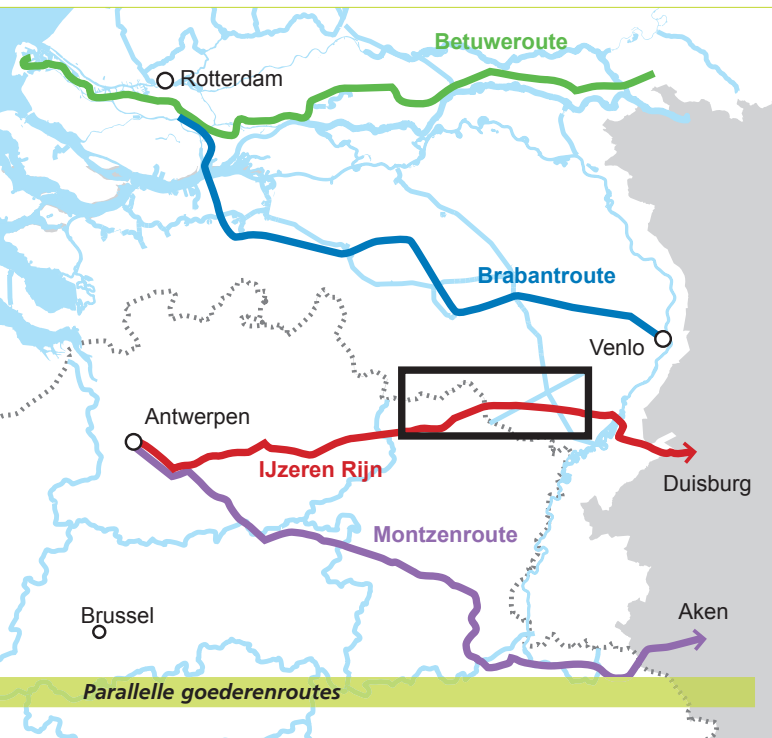 Betuweroute
Rotterdam
Brabantroute
Venlo
Antwerpen
IJzeren Rijn
Duisburg
Montzenroute
Brussel
Aken
Parallelle goederenroutes